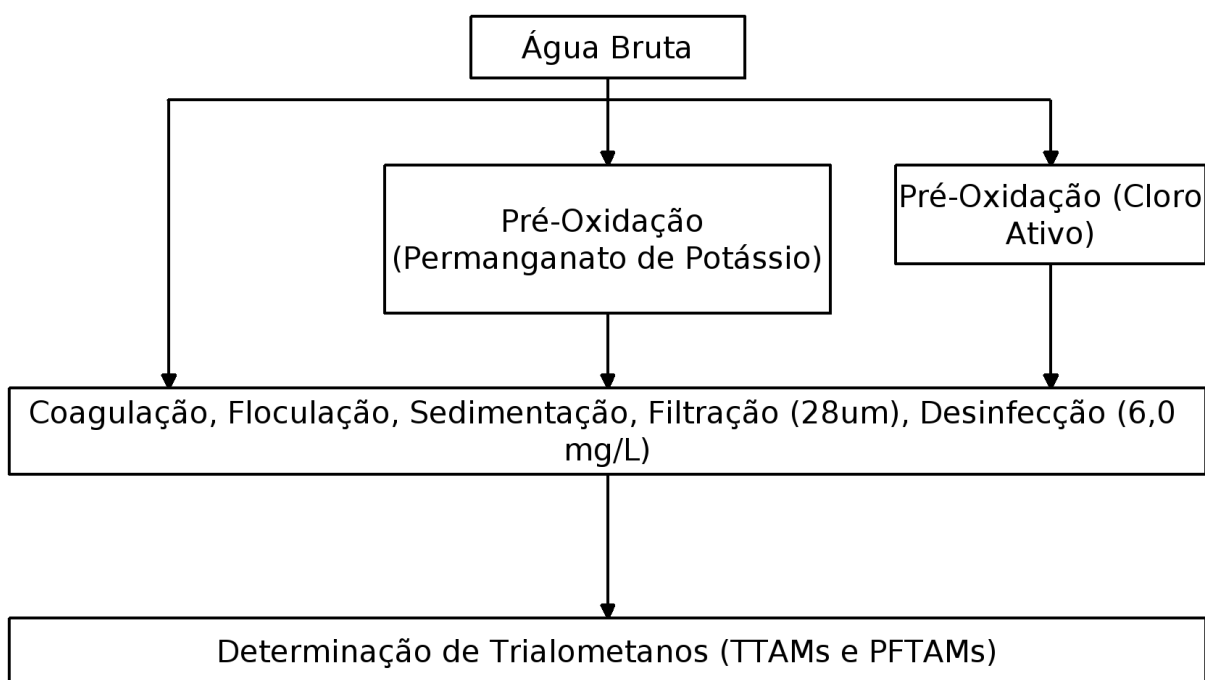 Água Bruta
Pré-Oxidação
(Permanganato de Potássio)
Pré-Oxidação (Cloro
Ativo)
Coagulação, Floculação, Sedimentação, Filtração (28um), Desinfecção (6,0
mg/L)
Determinação de Trialometanos (TTAMs e PFTAMs)